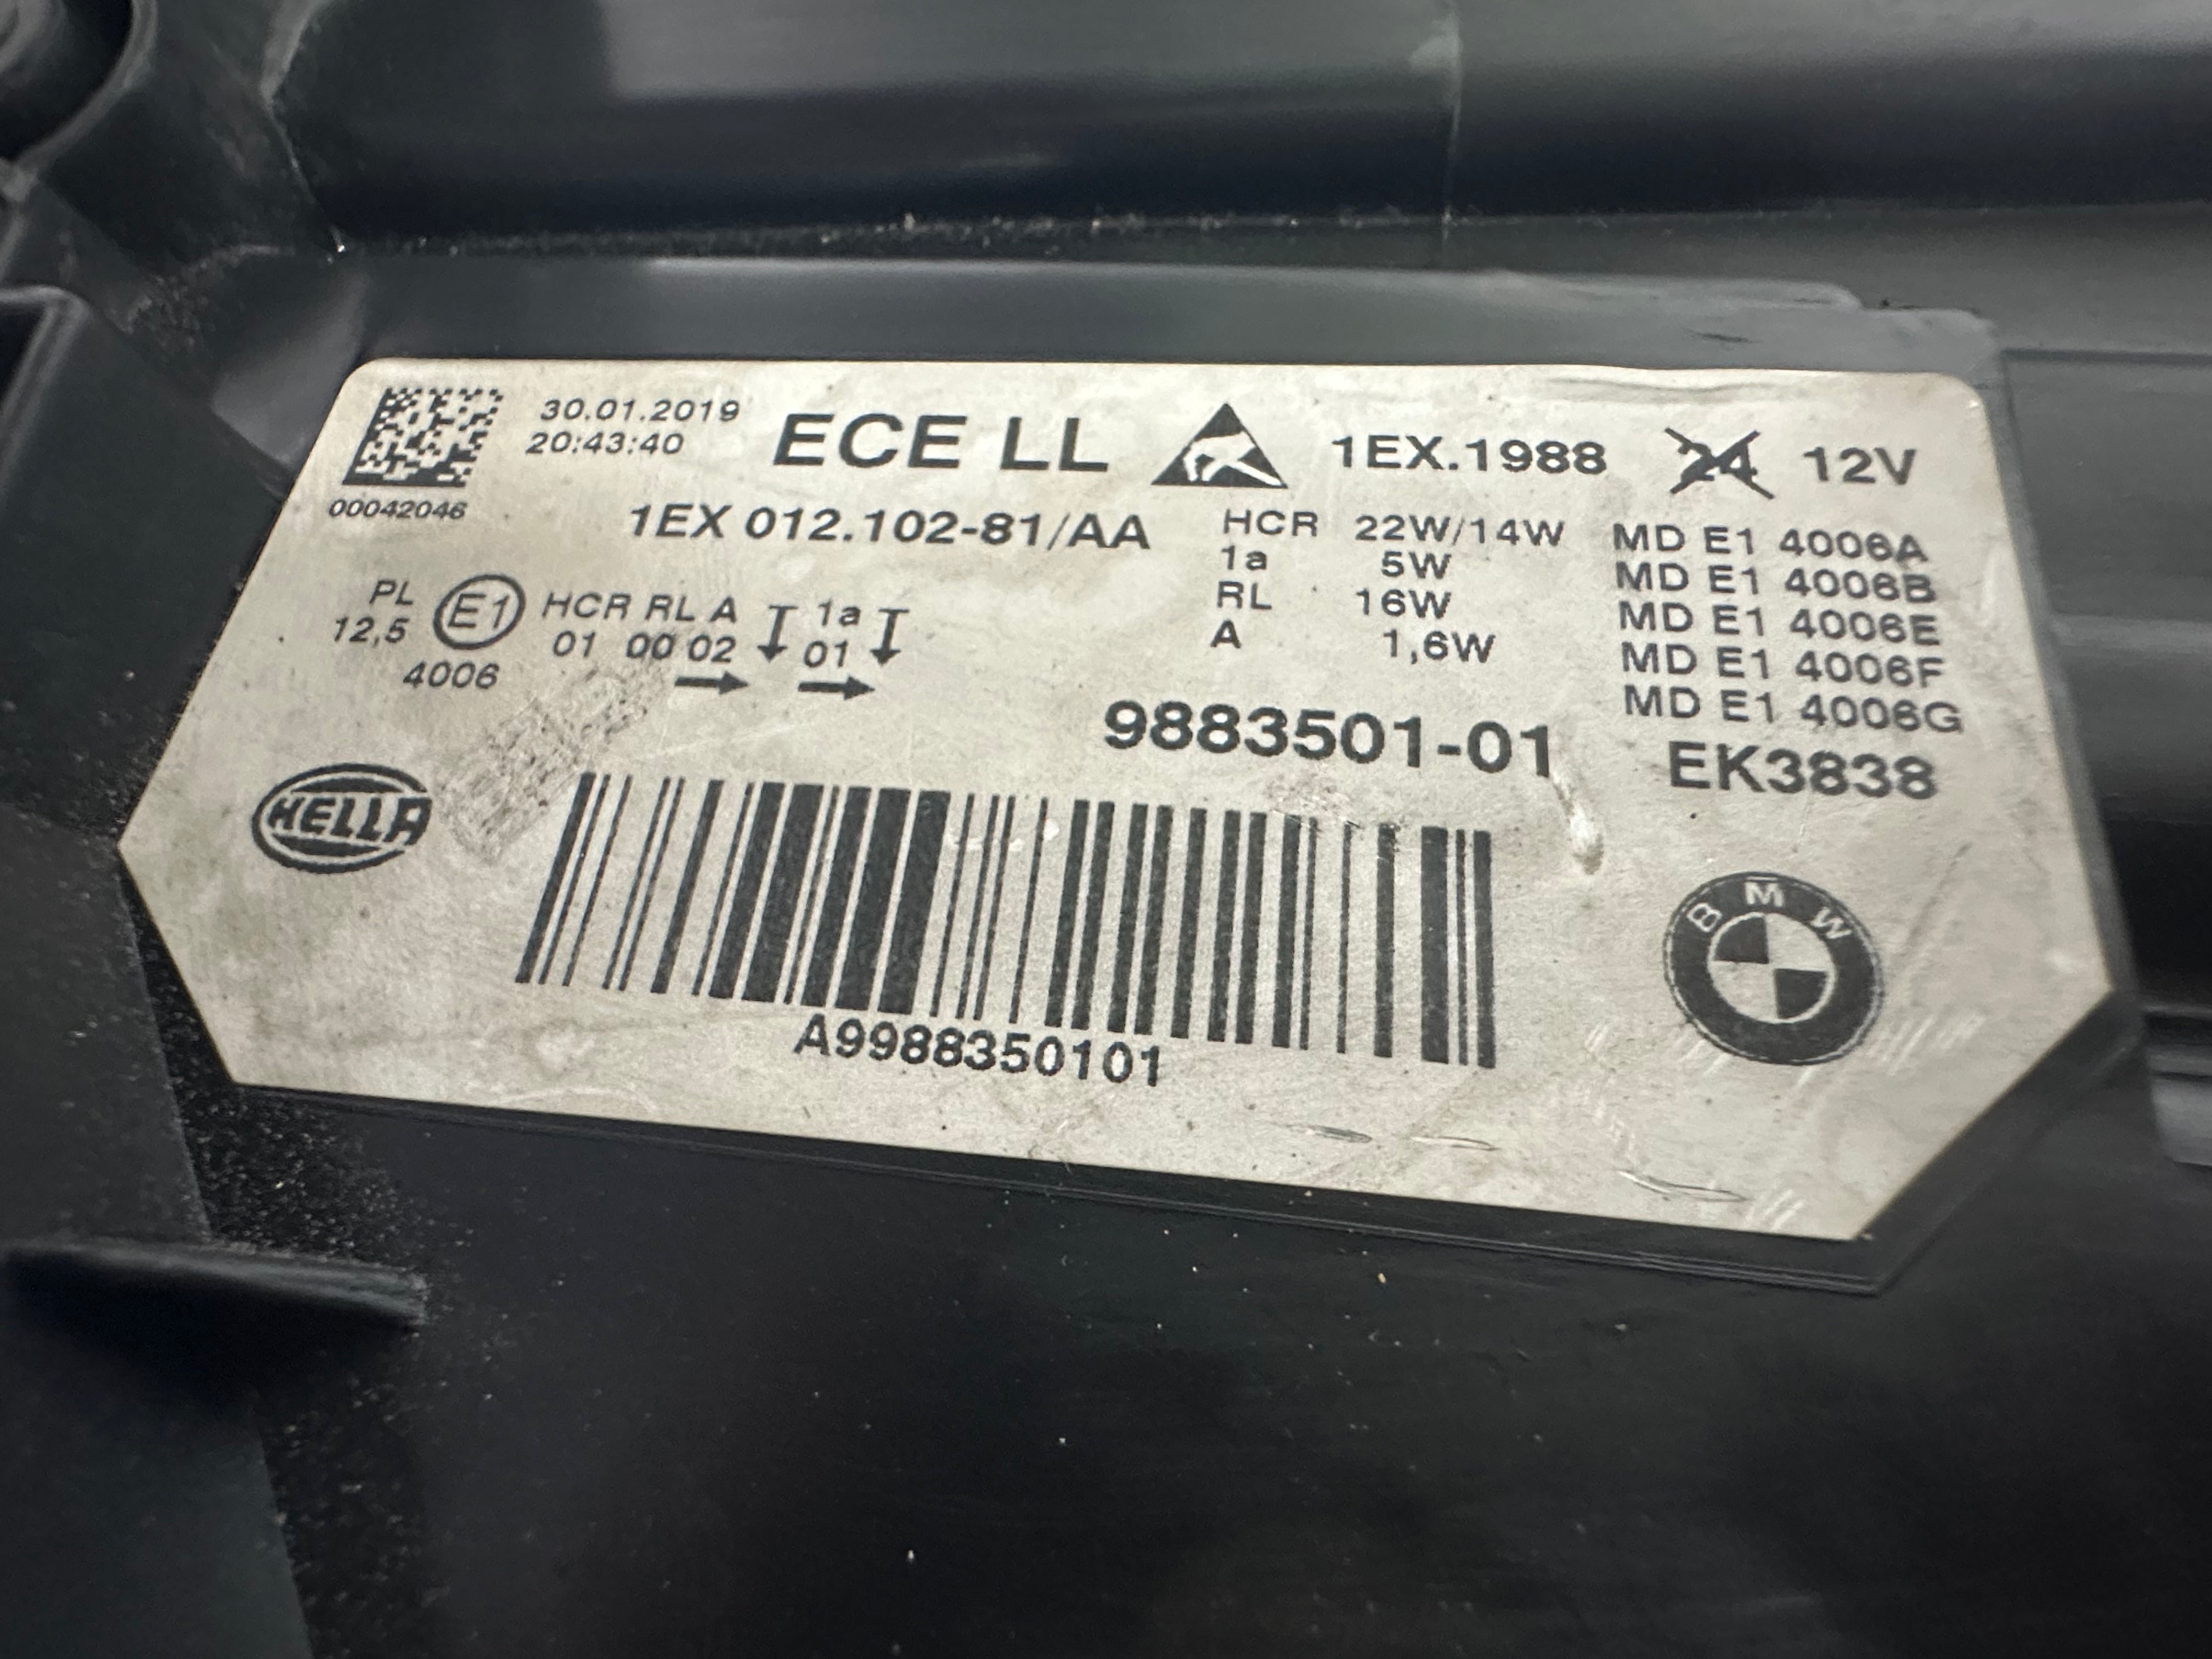 30.01.2019
20:43:40
ECE LL
1EX.1988
24
12V
00042046
1EX 012.102-81/AA
HCR 22W/14W
1a 5W
RL 16W
A 1,6W
MD E1 4006A
MD E1 4006B
MD E1 4006E
MD E1 4006F
MD E1 4006G
PL
12,5
E1
HCR RL A 1a
01 00 02 01
4006
9883501-01
EK3838
HELLA
BMW
A9988350101